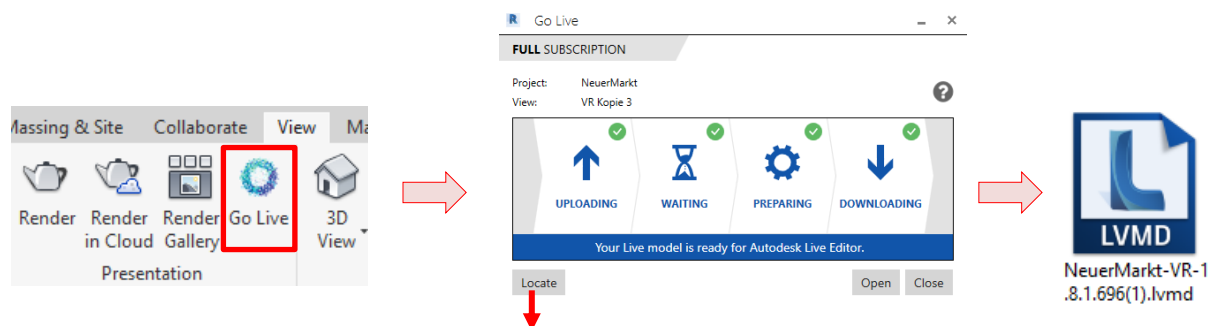 Massing & Site Collaborate View Ma
Render Render in Cloud Render Gallery Go Live 3D View
Presentation
R Go Live
FULL SUBSCRIPTION
Project: NeuerMarkt
View: VR Kopie 3
?
UPLOADING WAITING PREPARING DOWNLOADING
Your Live model is ready for Autodesk Live Editor.
Locate Open Close
LVMD
NeuerMarkt-VR-1
.8.1.696(1).lvmd